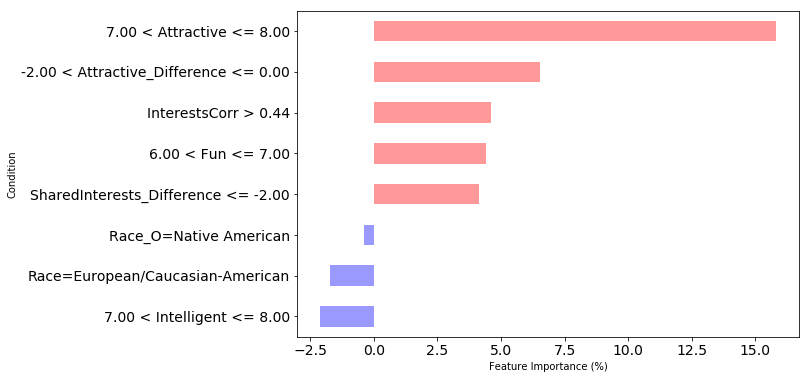 7.00 < Attractive <= 8.00
-2.00 < Attractive_Difference <= 0.00
InterestsCorr > 0.44
6.00 < Fun <= 7.00
SharedInterests_Difference <= -2.00
Race_O=Native American
Race=European/Caucasian-American
7.00 < Intelligent <= 8.00
Condition
−2.5 0.0 2.5 5.0 7.5 10.0 12.5 15.0
Feature Importance (%)